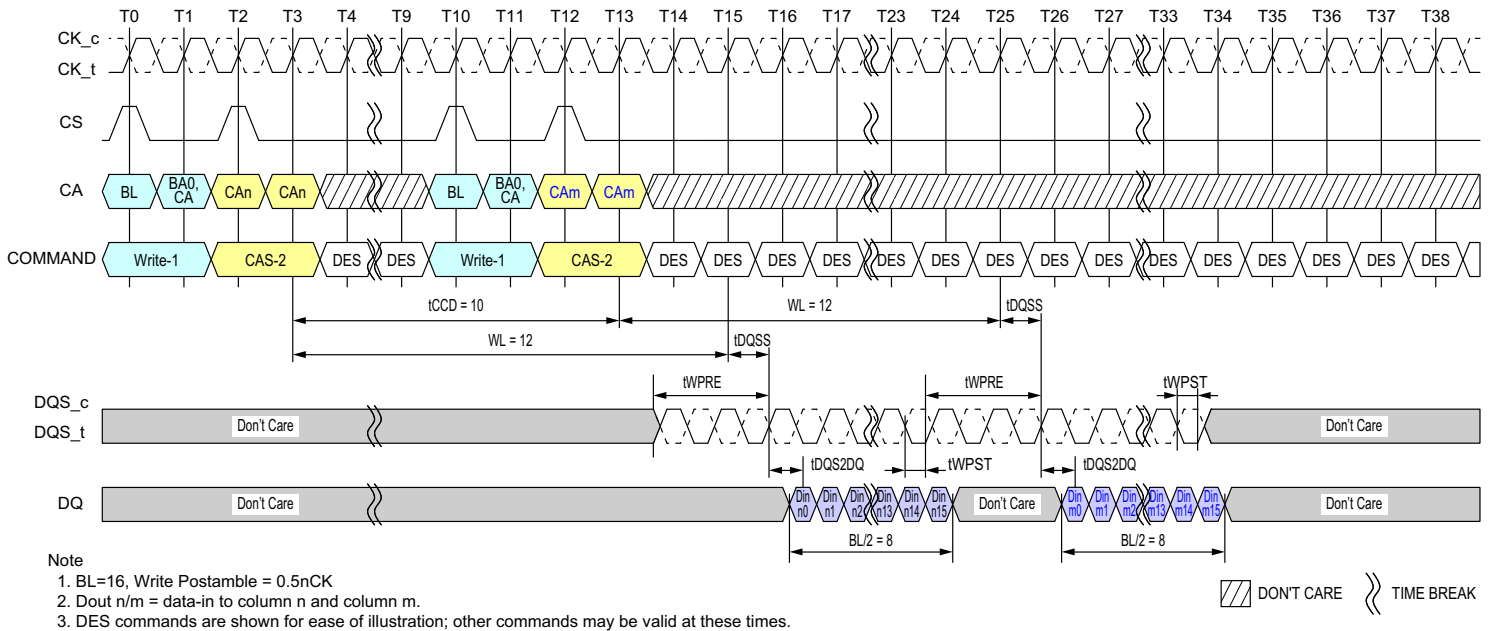 T0 T1 T2 T3 T4 T9 T10 T11 T12 T13 T14 T15 T16 T17 T23 T24 T25 T26 T27 T33 T34 T35 T36 T37 T38
CK_c
CK_t
CS
CA BL BA0, CA CAn CAn BL BA0, CA CAm CAm
COMMAND Write-1 CAS-2 DES DES Write-1 CAS-2 DES DES DES DES DES DES DES DES DES DES DES DES DES DES DES
tCCD = 10 WL = 12 tDQSS
WL = 12 tDQSS
tWPRE tWPRE tWPST
DQS_c
DQS_t Don't Care Don't Care
tDQS2DQ tWPST tDQS2DQ
DQ Don't Care Din n0 Din n1 Din n2 Din n13 Din n14 Din n15 Don't Care Din m0 Din m1 Din m2 Din m13 Din m14 Din m15 Don't Care
BL/2 = 8 BL/2 = 8
Note
1. BL=16, Write Postamble = 0.5nCK
2. Dout n/m = data-in to column n and column m.
3. DES commands are shown for ease of illustration; other commands may be valid at these times.
DON'T CARE TIME BREAK